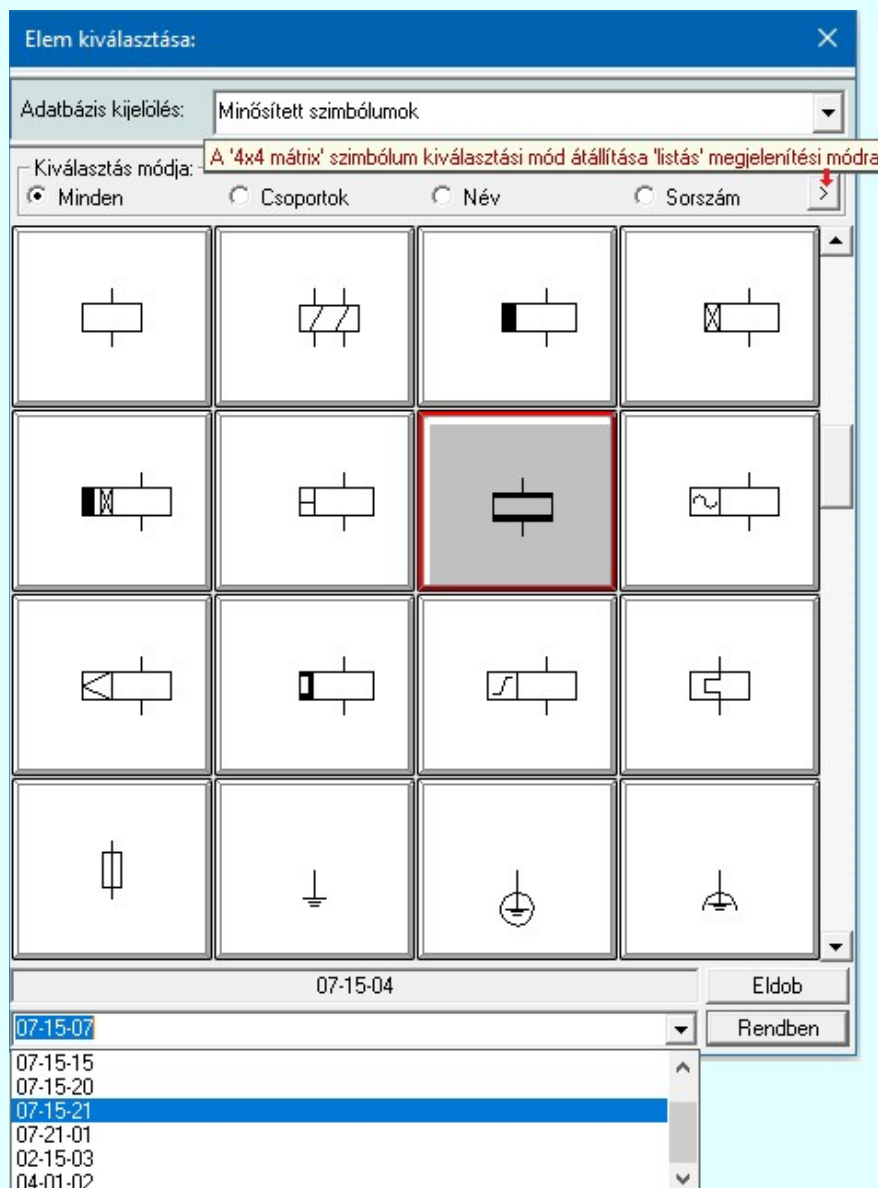 Elem kiválasztása:
Adatbázis kijelölés:
Minősített szimbólumok
A '4x4 mátrix' szimbólum kiválasztási mód átállítása 'listás' megjelenítési módra
Kiválasztás módja:
Minden
Csoportok
Név
Sorszám
>
07-15-04
Eldob
07-15-07
Rendben
07-15-15
07-15-20
07-15-21
07-21-01
02-15-03
04-01-02